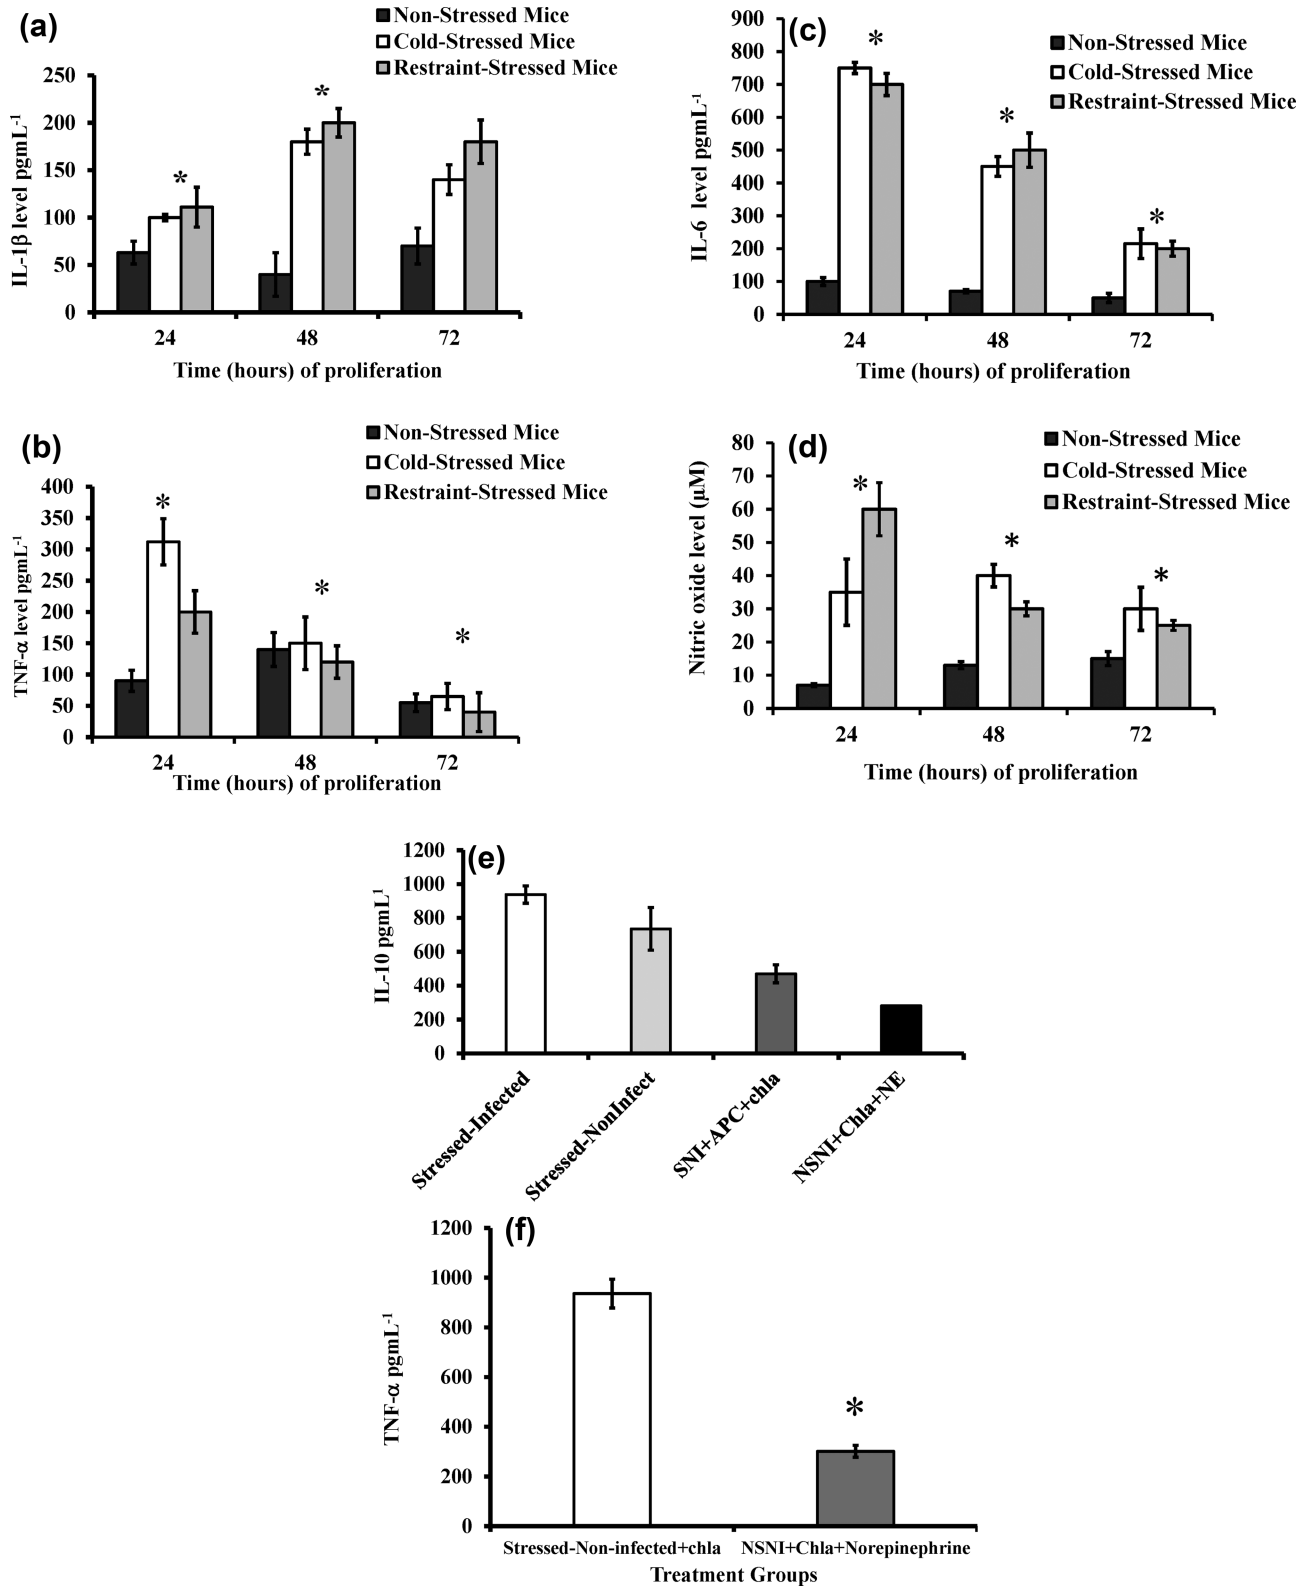 (a)
Non-Stressed Mice
Cold-Stressed Mice
Restraint-Stressed Mice
IL-1β level pgmL-1
250
200
150
100
50
0
*
*
24 48 72
Time (hours) of proliferation
(c)
Non-Stressed Mice
Cold-Stressed Mice
Restraint-Stressed Mice
IL-6 level pgmL-1
900
800
700
600
500
400
300
200
100
0
*
*
*
24 48 72
Time (hours) of proliferation
(b)
Non-Stressed Mice
Cold-Stressed Mice
Restraint-Stressed Mice
TNF-α level pgmL-1
400
350
300
250
200
150
100
50
0
*
*
*
24 48 72
Time (hours) of proliferation
(d)
Non-Stressed Mice
Cold-Stressed Mice
Restraint-Stressed Mice
Nitric oxide level (µM)
80
70
60
50
40
30
20
10
0
*
*
*
24 48 72
Time (hours) of proliferation
(e)
IL-10 pgmL1
1200
1000
800
600
400
200
0
Stressed-Infected
Stressed-NonInfect
SNI+APC+chla
NSNI+Chla+NE
(f)
TNF-α pgmL-1
1200
1000
800
600
400
200
0
*
Stressed-Non-infected+chla NSNI+Chla+Norepinephrine
Treatment Groups